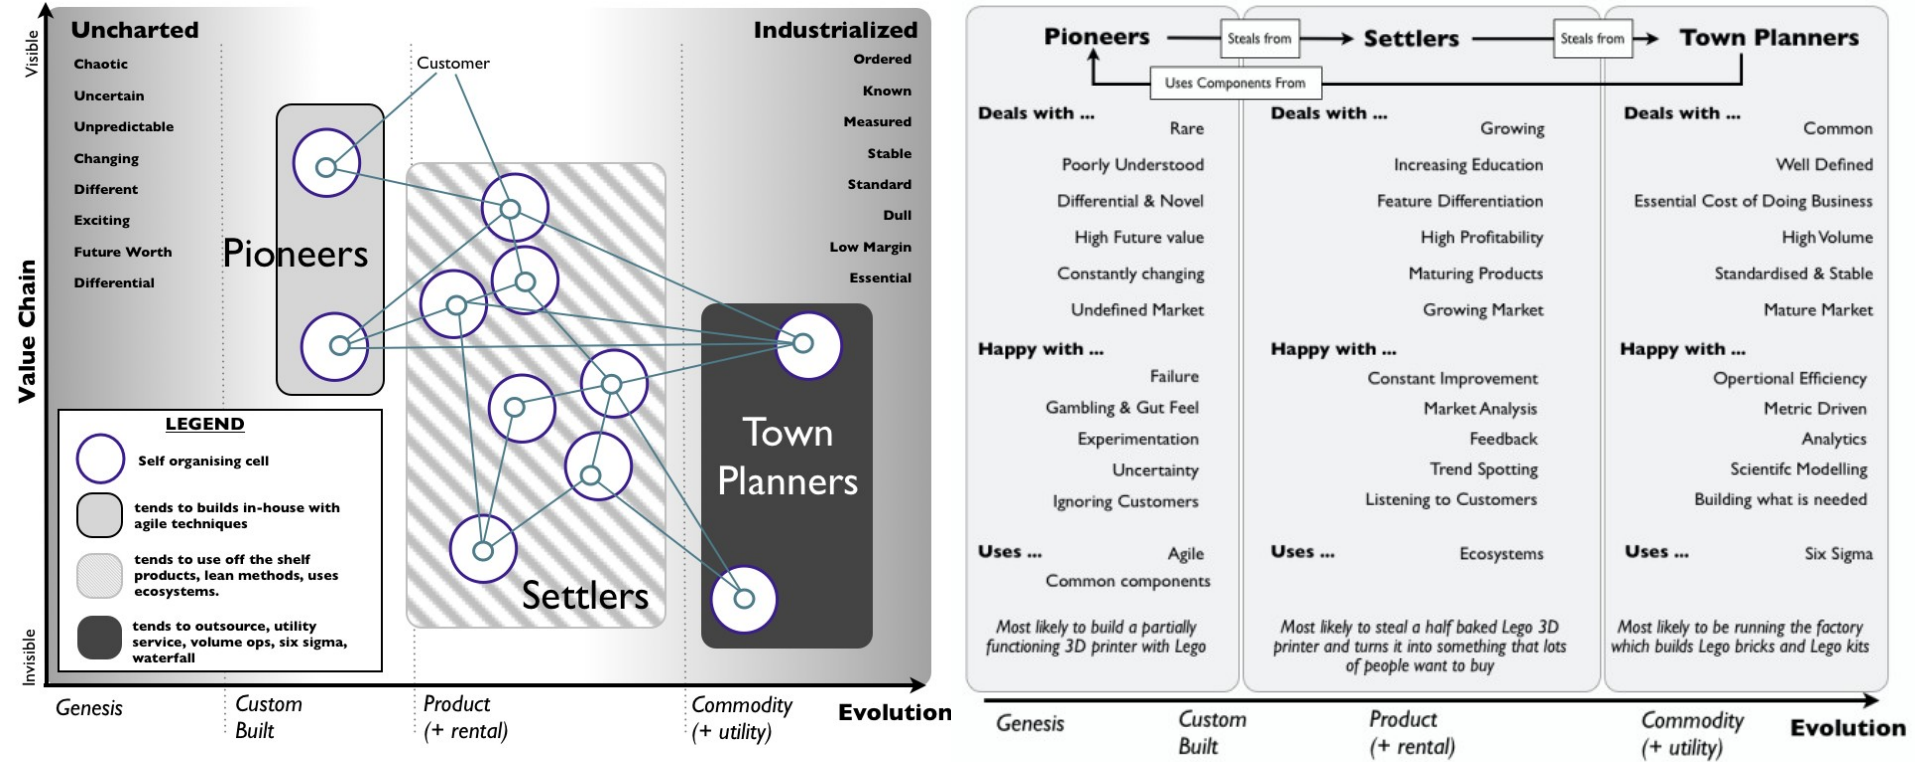 Uncharted
Chaotic
Uncertain
Unpredictable
Changing
Different
Exciting
Future Worth
Differential
Industrialized
Ordered
Known
Measured
Stable
Standard
Dull
Low Margin
Essential
Customer
Pioneers
Settlers
Town
Planners
Visible
Value Chain
Invisible
LEGEND
Self organising cell
tends to builds in-house with
agile techniques
tends to use off the shelf
products, lean methods, uses
ecosystems.
tends to outsource, utility
service, volume ops, six sigma,
waterfall
Genesis
Custom
Built
Product
(+ rental)
Commodity
(+ utility)
Evolution
Pioneers
Steals from
Settlers
Steals from
Town Planners
Uses Components From
Deals with ...
Rare
Poorly Understood
Differential & Novel
High Future value
Constantly changing
Undefined Market
Happy with ...
Failure
Gambling & Gut Feel
Experimentation
Uncertainty
Ignoring Customers
Uses ...
Agile
Common components
Most likely to build a partially
functioning 3D printer with Lego
Deals with ...
Growing
Increasing Education
Feature Differentiation
High Profitability
Maturing Products
Growing Market
Happy with ...
Constant Improvement
Market Analysis
Feedback
Trend Spotting
Listening to Customers
Uses ...
Ecosystems
Most likely to steal a half baked Lego 3D
printer and turns it into something that lots
of people want to buy
Deals with ...
Common
Well Defined
Essential Cost of Doing Business
High Volume
Standardised & Stable
Mature Market
Happy with ...
Opertional Efficiency
Metric Driven
Analytics
Scientifc Modelling
Building what is needed
Uses ...
Six Sigma
Most likely to be running the factory
which builds Lego bricks and Lego kits
Genesis
Custom
Built
Product
(+ rental)
Commodity
(+ utility)
Evolution